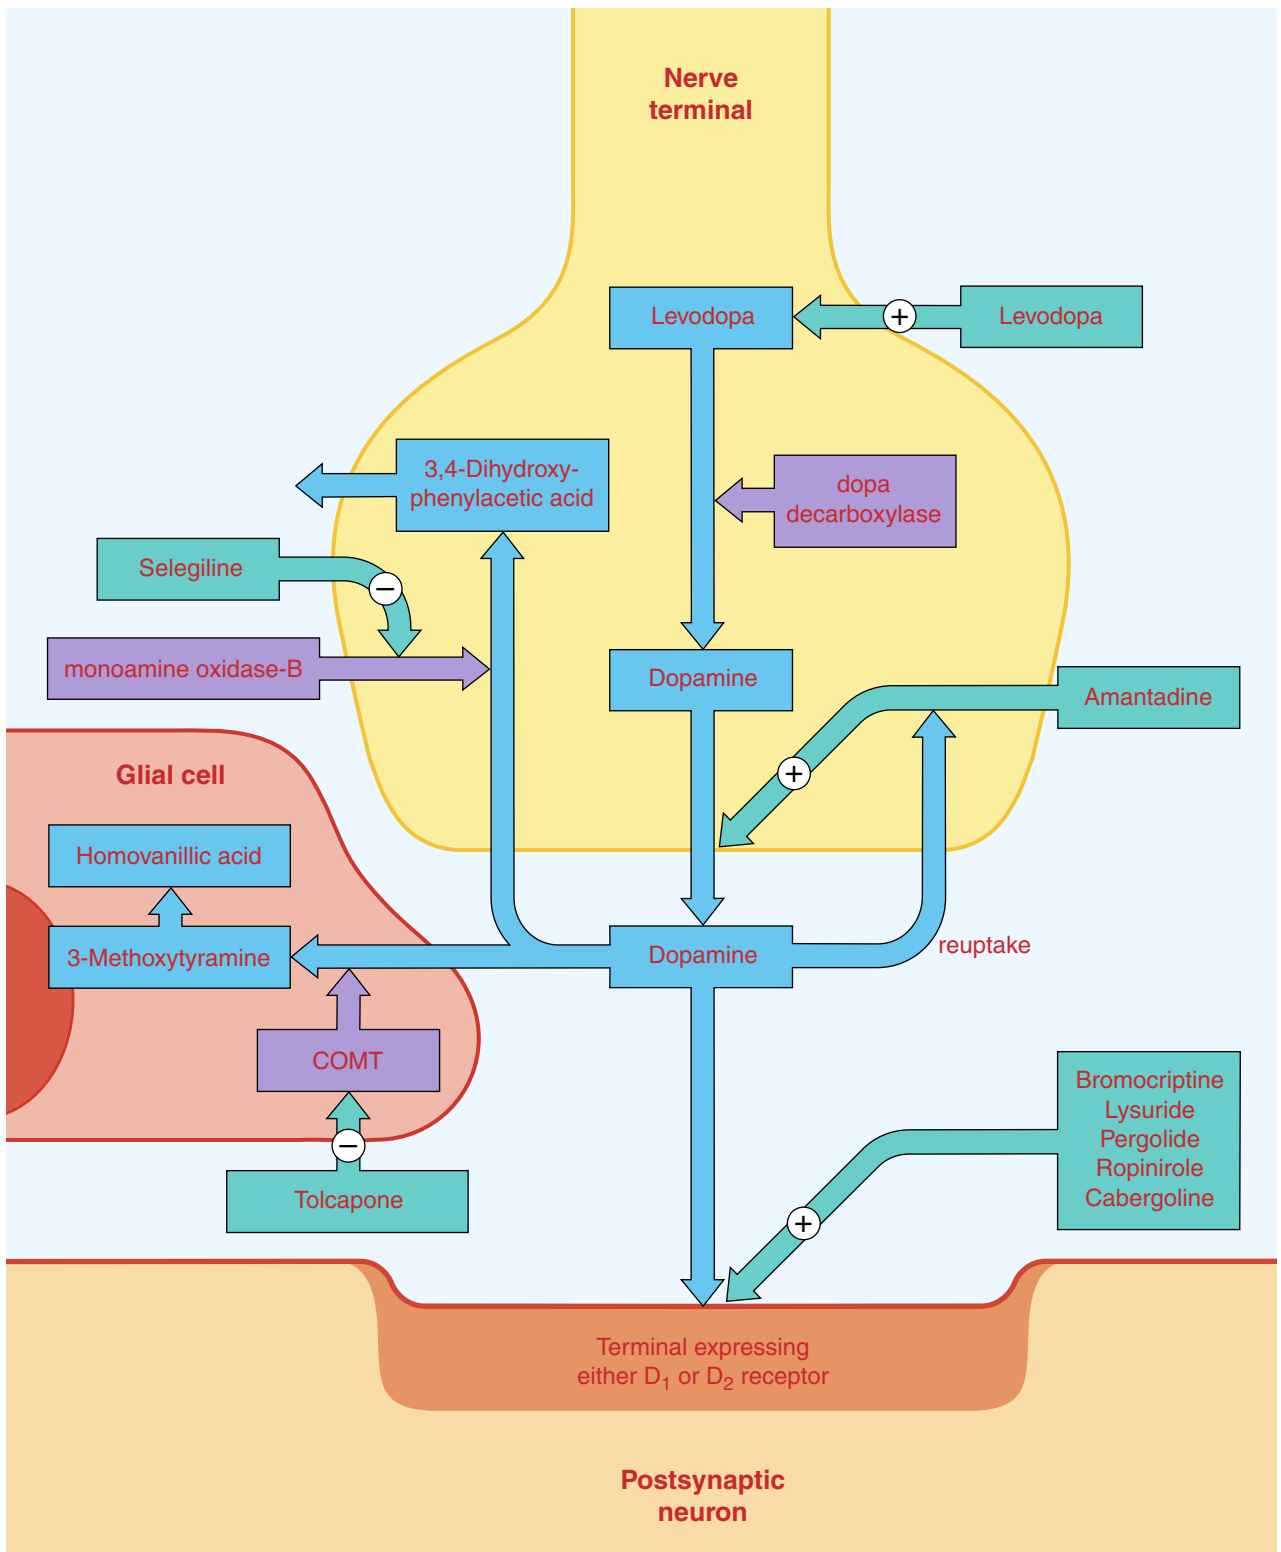 Nerve
terminal
Levodopa
Levodopa
3,4-Dihydroxy-
phenylacetic acid
dopa
decarboxylase
Selegiline
monoamine oxidase-B
Dopamine
Amantadine
Glial cell
Homovanillic acid
3-Methoxytyramine
Dopamine
reuptake
COMT
Tolcapone
Bromocriptine
Lysuride
Pergolide
Ropinirole
Cabergoline
Terminal expressing
either D₁ or D₂ receptor
Postsynaptic
neuron